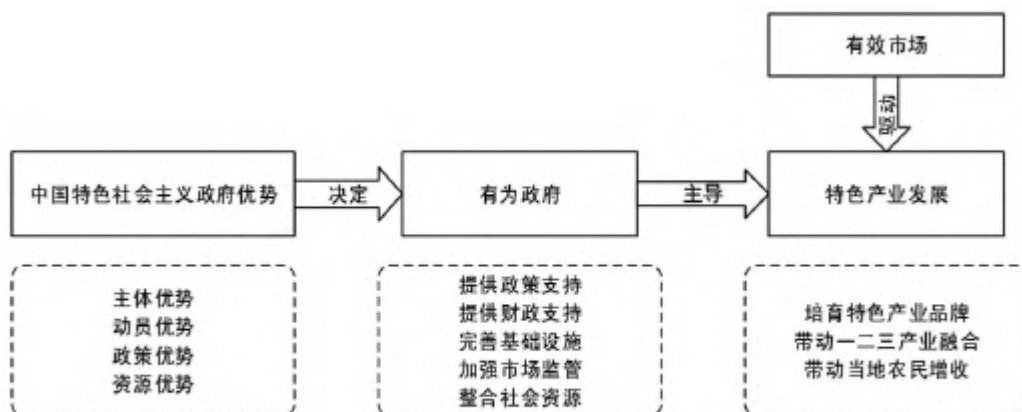 有效市场
驱动
中国特色社会主义政府优势
决定
有为政府
主导
特色产业发展
主体优势
动员优势
政策优势
资源优势
提供政策支持
提供财政支持
完善基础设施
加强市场监管
整合社会资源
培育特色产业品牌
带动一二三产业融合
带动当地农民增收